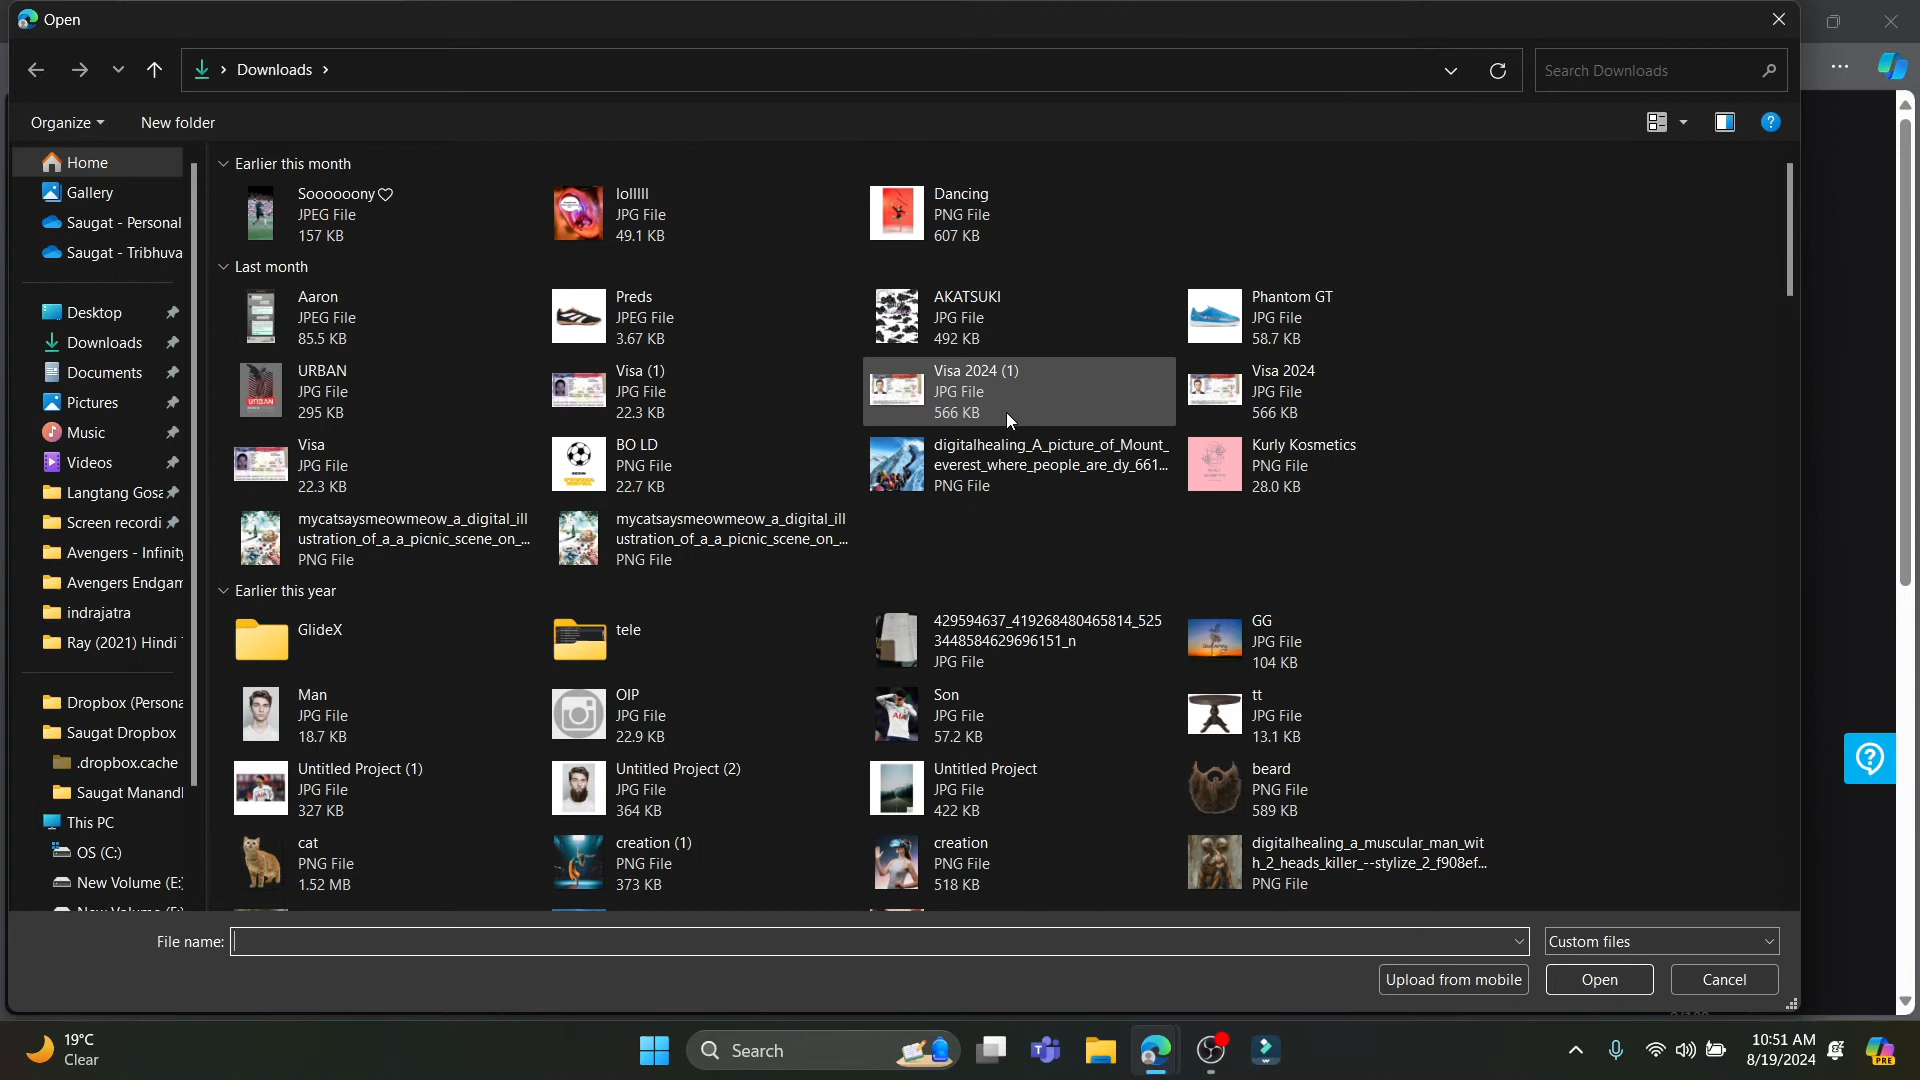 Open
Downloads
Search Downloads
Organize
New folder
Home
Gallery
Saugat - Personal
Saugat - Tribhuva
Desktop
Downloads
Documents
Pictures
Music
Videos
Langtang Gosa
Screen recordi
Avengers - Infinity
Avengers Endgam
indrajatra
Ray (2021) Hindi
Dropbox (Persona
Saugat Dropbox
.dropbox.cache
Saugat Manand
This PC
OS (C:)
New Volume (E:
Earlier this month
Soooooony♡
JPEG File
157 KB
lolllll
JPG File
49.1 KB
Dancing
PNG File
607 KB
Last month
Aaron
JPEG File
85.5 KB
Preds
JPEG File
3.67 KB
AKATSUKI
JPG File
492 KB
Phantom GT
JPG File
58.7 KB
URBAN
JPG File
295 KB
Visa (1)
JPG File
22.3 KB
Visa 2024 (1)
JPG File
566 KB
Visa 2024
JPG File
566 KB
Visa
JPG File
22.3 KB
BO LD
PNG File
22.7 KB
digitalhealing_A_picture_of_Mount_
everest_where_people_are_dy_661...
PNG File
Kurly Kosmetics
PNG File
28.0 KB
mycatsaysmeowmeow_a_digital_ill
ustration_of_a_a_picnic_scene_on_...
PNG File
mycatsaysmeowmeow_a_digital_ill
ustration_of_a_a_picnic_scene_on_...
PNG File
Earlier this year
GlideX
tele
429594637_419268480465814_525
3448584629696151_n
JPG File
GG
JPG File
104 KB
Man
JPG File
18.7 KB
OIP
JPG File
22.9 KB
Son
JPG File
57.2 KB
tt
JPG File
13.1 KB
Untitled Project (1)
JPG File
327 KB
Untitled Project (2)
JPG File
364 KB
Untitled Project
JPG File
422 KB
beard
PNG File
589 KB
cat
PNG File
1.52 MB
creation (1)
PNG File
373 KB
creation
PNG File
518 KB
digitalhealing_a_muscular_man_wit
h_2_heads_killer_--stylize_2_f908ef...
PNG File
File name:
Custom files
Upload from mobile
Open
Cancel
19°C
Clear
Search
10:51 AM
8/19/2024
PRE